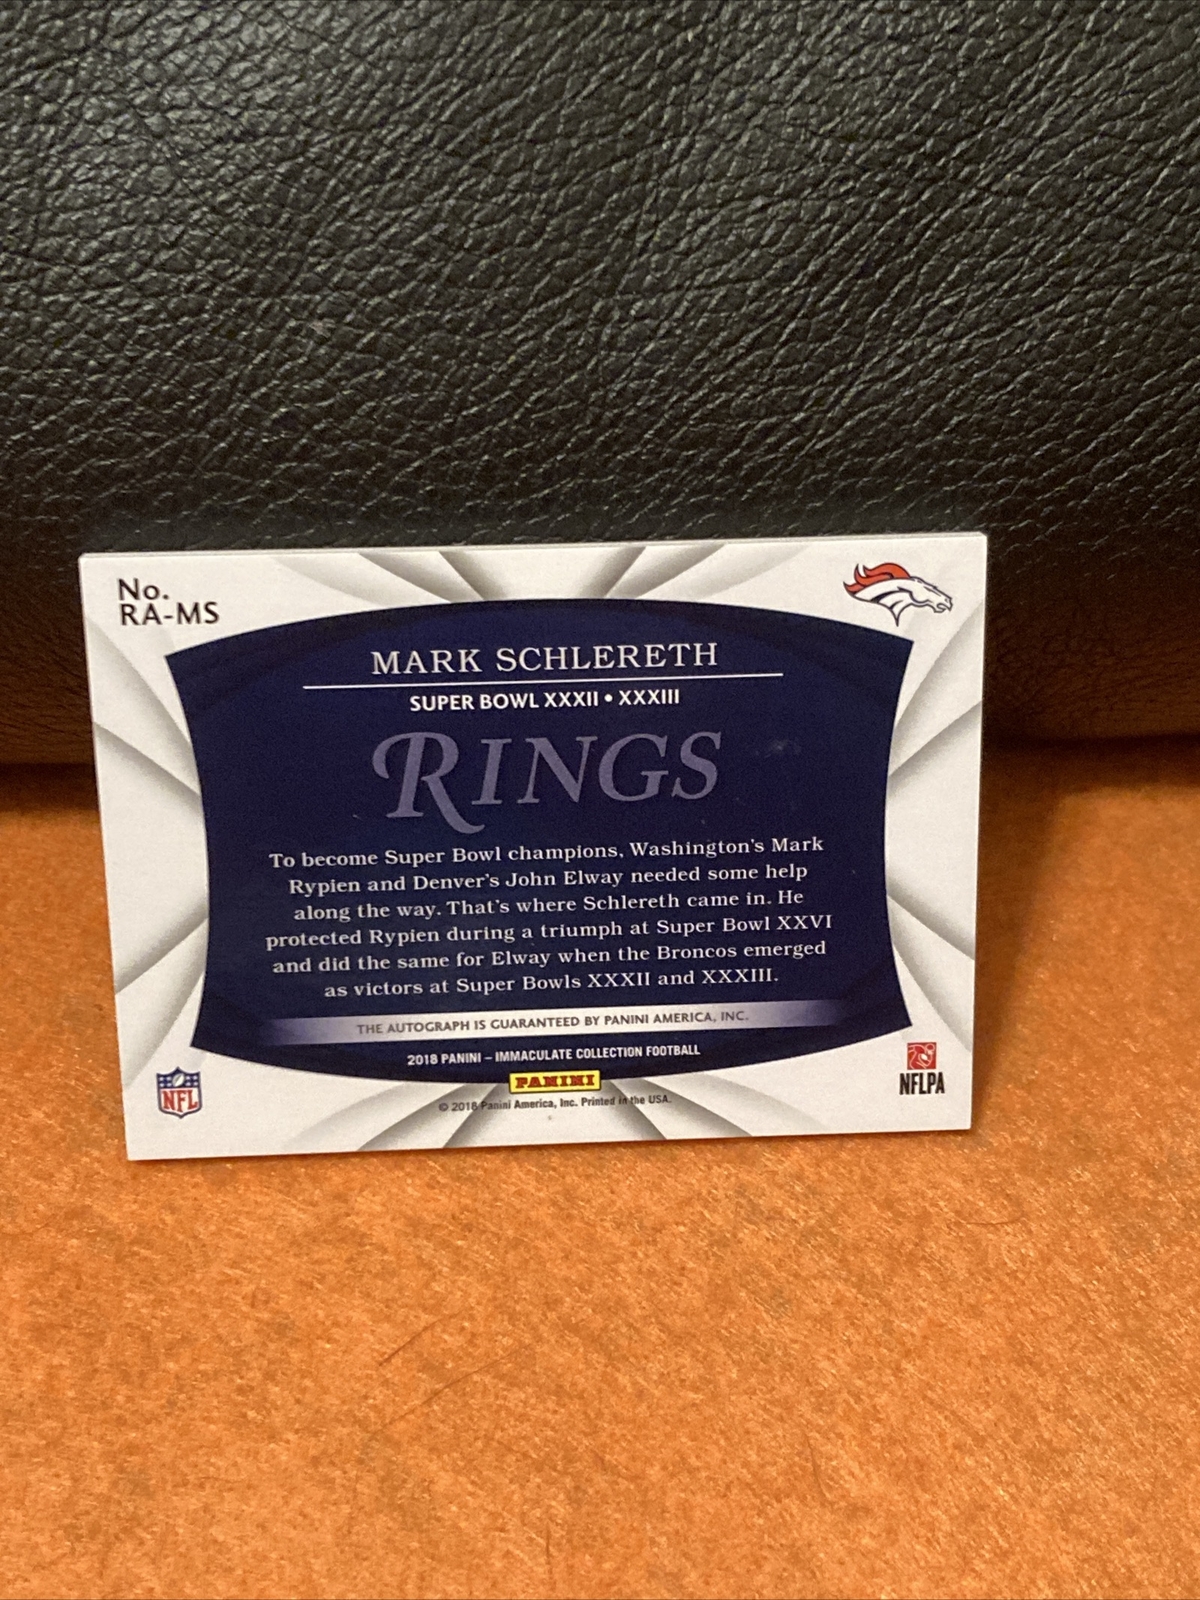 No.
RA-MS
MARK SCHLERETH
SUPER BOWL XXXII • XXXIII
RINGS
To become Super Bowl champions, Washington's Mark
Rypien and Denver's John Elway needed some help
along the way. That's where Schlereth came in. He
protected Rypien during a triumph at Super Bowl XXVI
and did the same for Elway when the Broncos emerged
as victors at Super Bowls XXXII and XXXIII.
THE AUTOGRAPH IS GUARANTEED BY PANINI AMERICA, INC.
2018 PANINI – IMMACULATE COLLECTION FOOTBALL
PANINI
© 2018 Panini America, Inc. Printed in the USA.
NFL
NFLPA